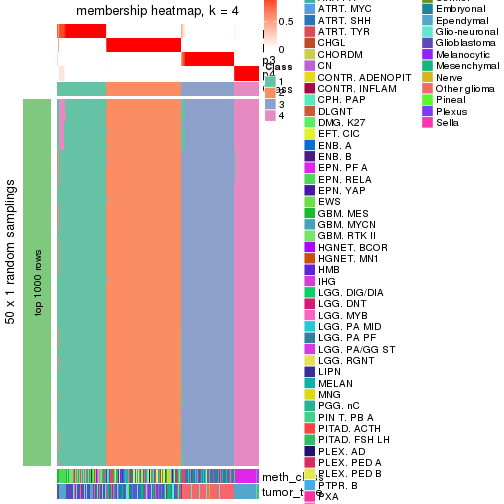 membership heatmap, k = 4
0.5
0
p3
p4
Class
1
2
3
4
50 x 1 random samplings
top 1000 rows
meth_cl
tumor_t
ATRT. MYC
ATRT. SHH
ATRT. TYR
CHGL
CHORDM
CN
CONTR. ADENOPIT
CONTR. INFLAM
CPH. PAP
DLGNT
DMG. K27
EFT. CIC
ENB. A
ENB. B
EPN. PF A
EPN. RELA
EPN. YAP
EWS
GBM. MES
GBM. MYCN
GBM. RTK II
HGNET. BCOR
HGNET. MN1
HMB
IHG
LGG. DIG/DIA
LGG. DNT
LGG. MYB
LGG. PA MID
LGG. PA PF
LGG. PA/GG ST
LGG. RGNT
LIPN
MELAN
MNG
PGG. nC
PIN T. PB A
PITAD. ACTH
PITAD. FSH LH
PLEX. AD
PLEX. PED A
PLEX. PED B
PTPR. B
PXA
Embryonal
Ependymal
Glio-neuronal
Glioblastoma
Melanocytic
Mesenchymal
Nerve
Other glioma
Pineal
Plexus
Sella